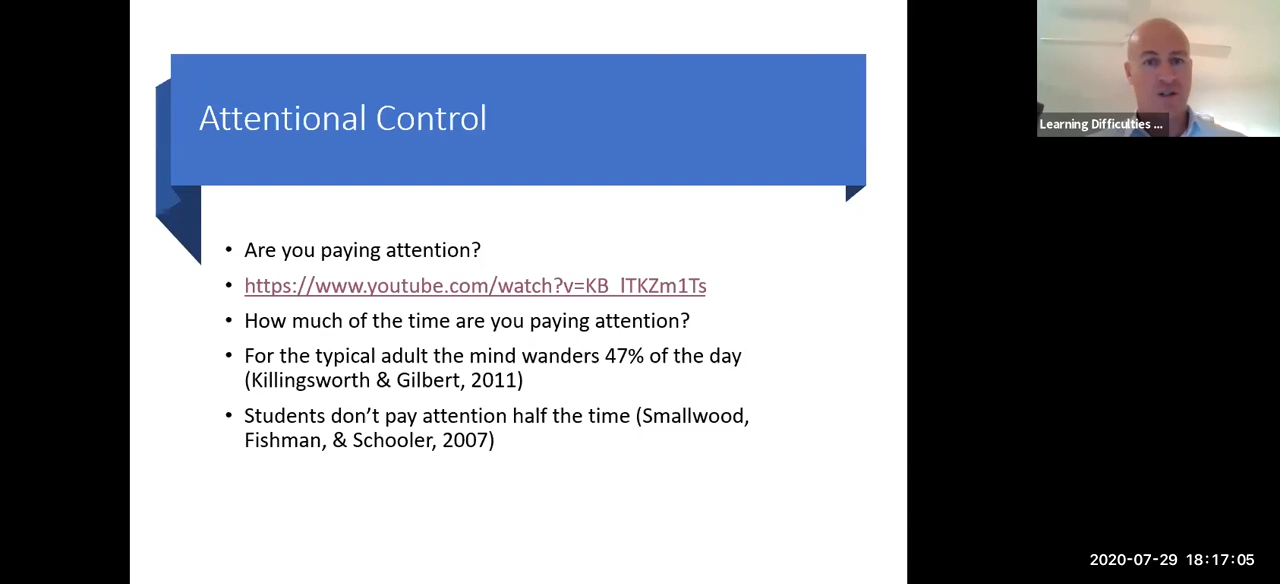 Attentional Control
Learning Difficulties ...
• Are you paying attention?
• https://www.youtube.com/watch?v=KB_lTKZm1Ts
• How much of the time are you paying attention?
• For the typical adult the mind wanders 47% of the day
(Killingsworth & Gilbert, 2011)
• Students don’t pay attention half the time (Smallwood,
Fishman, & Schooler, 2007)
2020-07-29 18:17:05